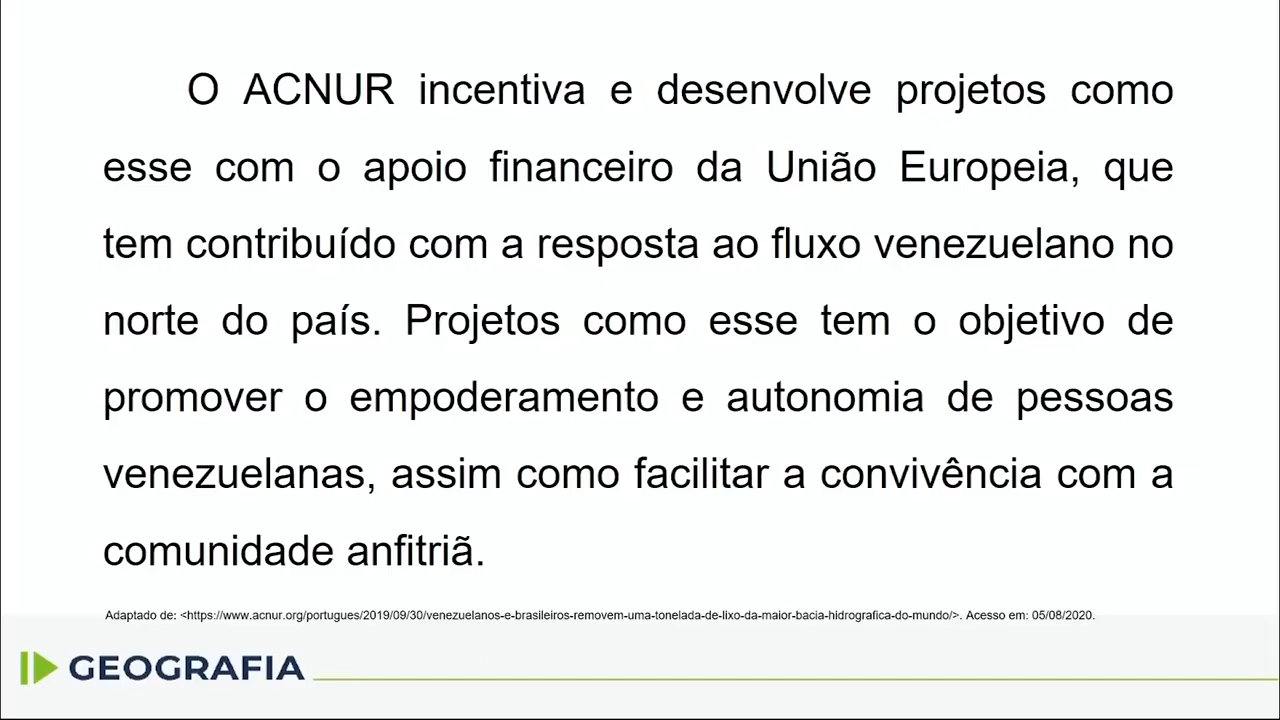 O ACNUR incentiva e desenvolve projetos como
esse com o apoio financeiro da União Europeia, que
tem contribuído com a resposta ao fluxo venezuelano no
norte do país. Projetos como esse tem o objetivo de
promover o empoderamento e autonomia de pessoas
venezuelanas, assim como facilitar a convivência com a
comunidade anfitriã.
Adaptado de: <https://www.acnur.org/portugues/2019/09/30/venezuelanos-e-brasileiros-removem-uma-tonelada-de-lixo-da-maior-bacia-hidrografica-do-mundo/>. Acesso em: 05/08/2020.
GEOGRAFIA